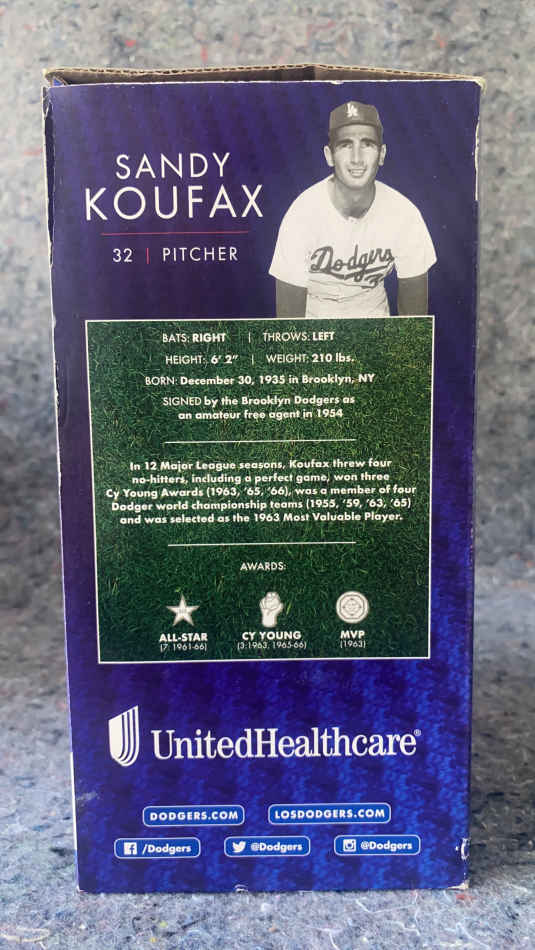 SANDY
KOUFAX
32 | PITCHER
LA
Dodgers
3
BATS: RIGHT | THROWS: LEFT
HEIGHT: 6' 2" | WEIGHT: 210 lbs.
BORN: December 30, 1935 in Brooklyn, NY
SIGNED by the Brooklyn Dodgers as
an amateur free agent in 1954
In 12 Major League seasons, Koufax threw four
no-hitters, including a perfect game, won three
Cy Young Awards (1963, '65, '66), was a member of four
Dodger world championship teams (1955, '59, '63, '65)
and was selected as the 1963 Most Valuable Player.
AWARDS:
ALL-STAR CY YOUNG MVP
(7: 1961-66) (3:1963, 1965-66) (1963)
UnitedHealthcare®
DODGERS.COM LOSDODGERS.COM
/Dodgers @Dodgers @Dodgers